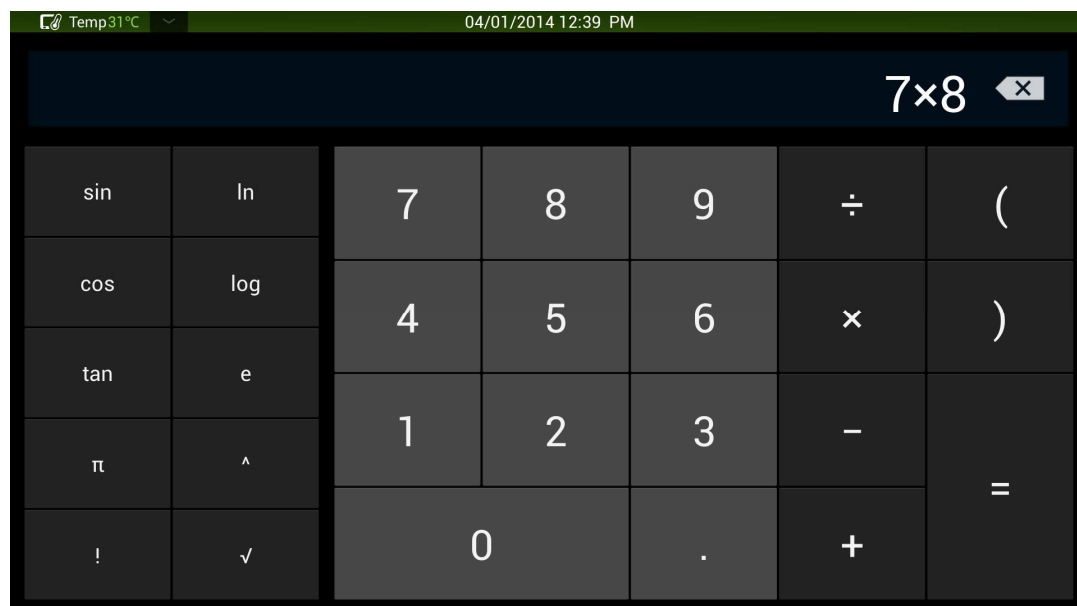 Temp31°C 04/01/2014 12:39 PM
7×8
sin ln 7 8 9 ÷ (
cos log 4 5 6 × )
tan e 1 2 3 −
π ^ =
! √ 0 . +